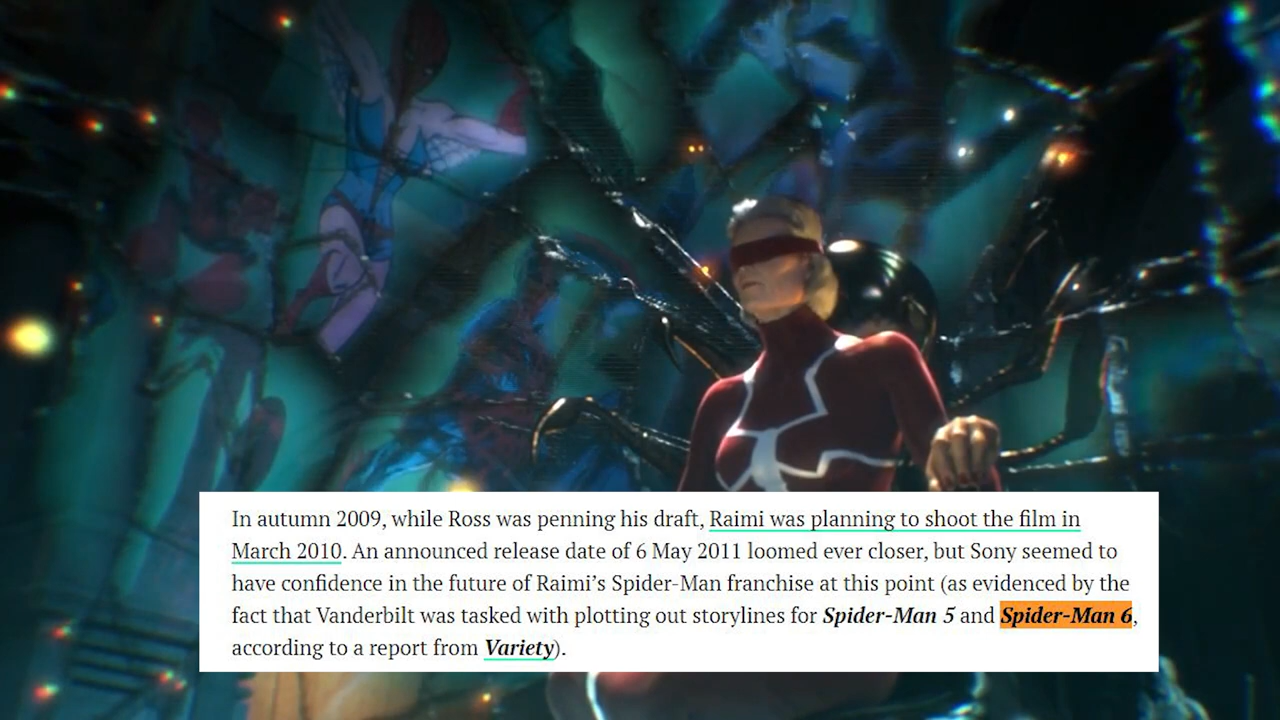 In autumn 2009, while Ross was penning his draft, Raimi was planning to shoot the film in
March 2010. An announced release date of 6 May 2011 loomed ever closer, but Sony seemed to
have confidence in the future of Raimi’s Spider-Man franchise at this point (as evidenced by the
fact that Vanderbilt was tasked with plotting out storylines for Spider-Man 5 and Spider-Man 6,
according to a report from Variety).